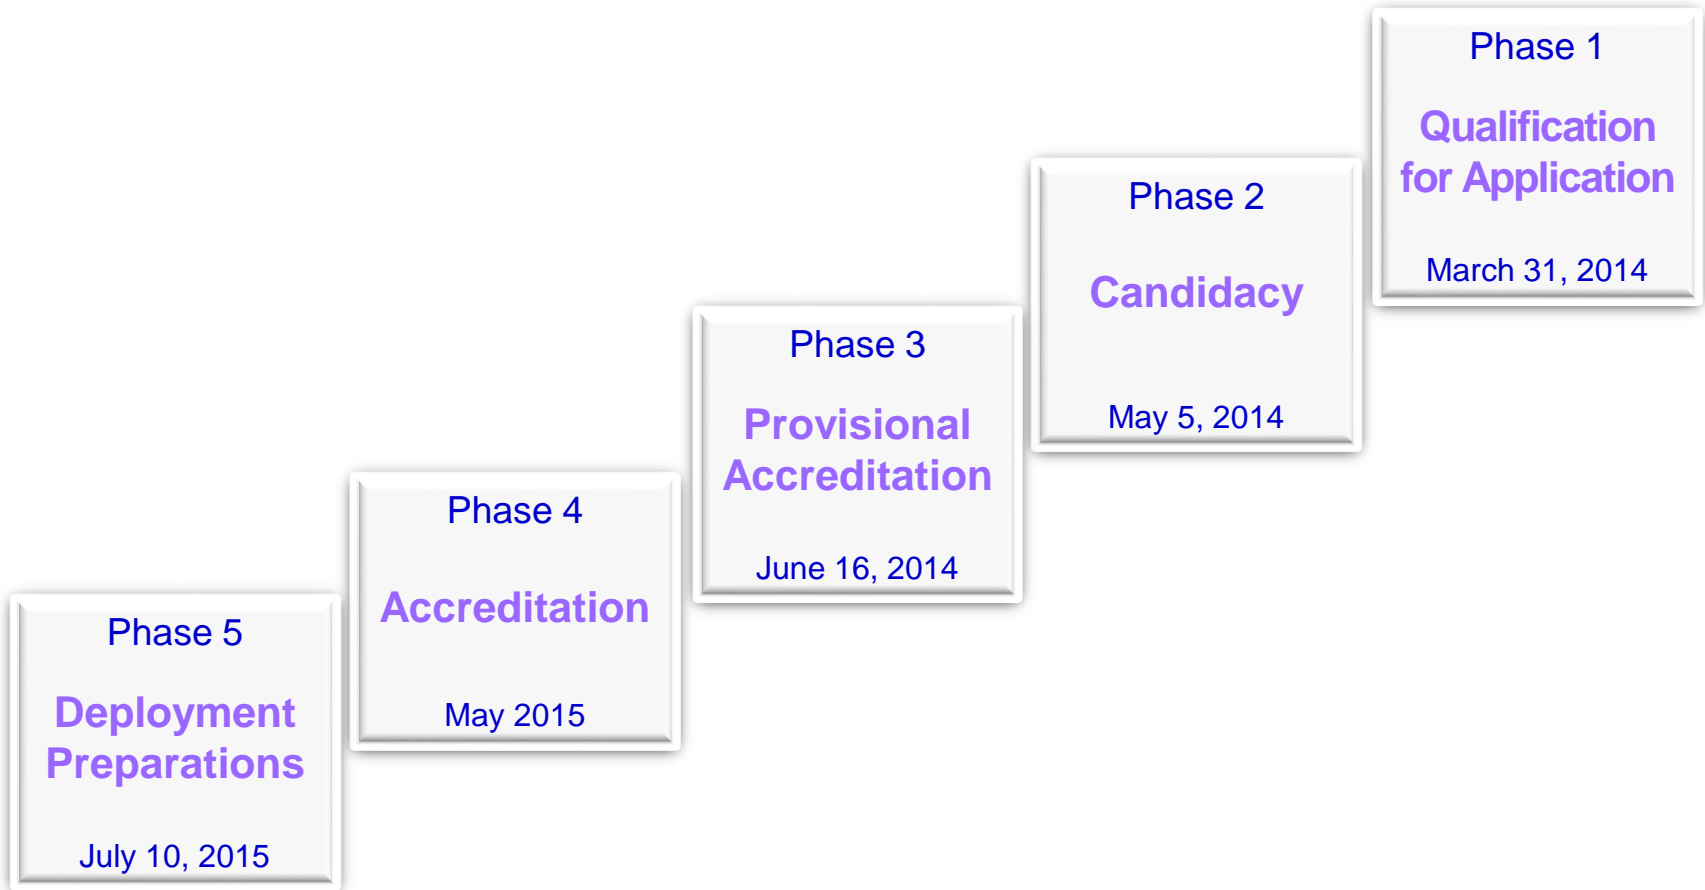 Phase 1
Qualification
for Application
March 31, 2014
Phase 2
Candidacy
May 5, 2014
Phase 3
Provisional
Accreditation
June 16, 2014
Phase 4
Accreditation
May 2015
Phase 5
Deployment
Preparations
July 10, 2015